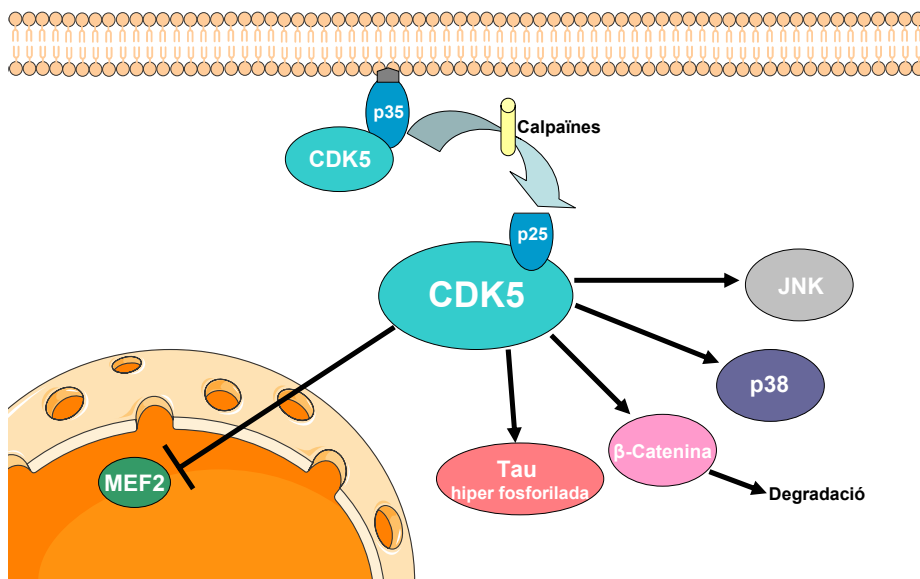 p35
Calpaïnes
CDK5
p25
CDK5
JNK
p38
β-Catenina
Tau
hiper fosforilada
MEF2
Degradació